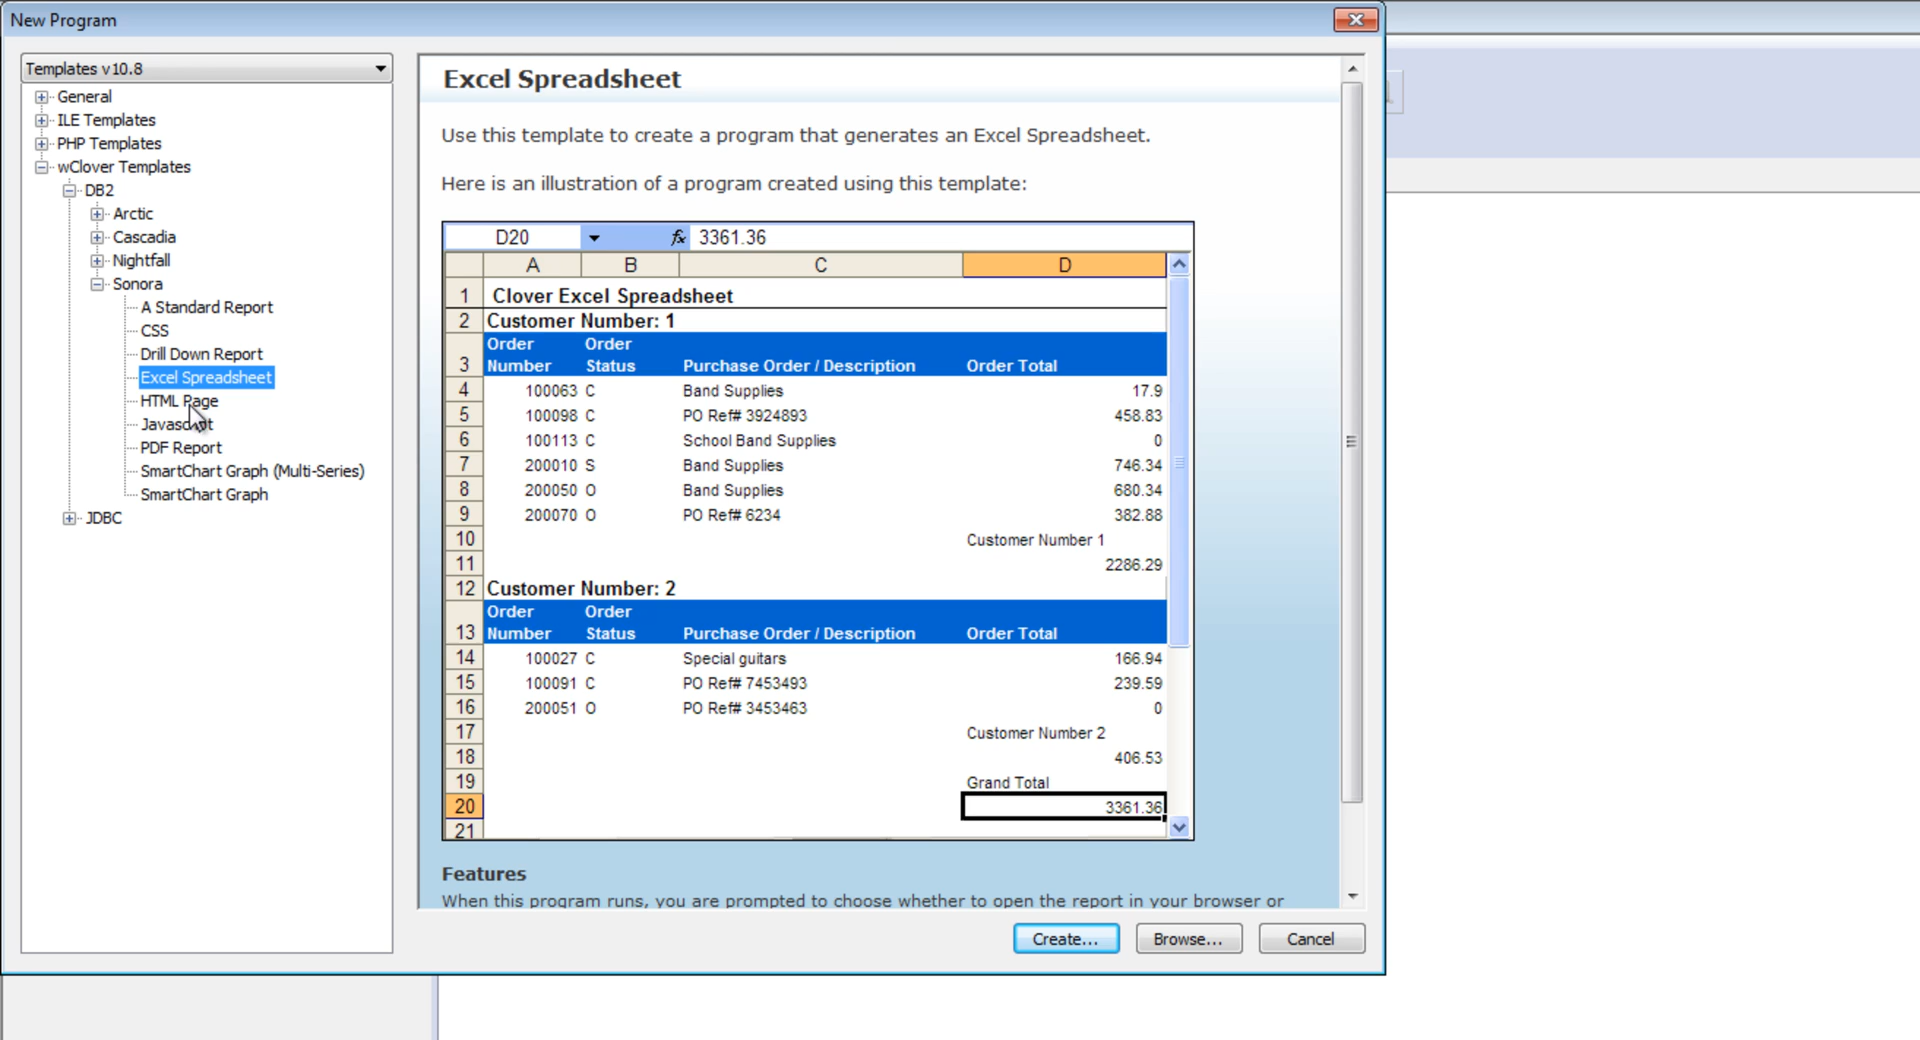 New Program
Templates v10.8
General
ILE Templates
PHP Templates
wClover Templates
DB2
Arctic
Cascadia
Nightfall
Sonora
A Standard Report
CSS
Drill Down Report
Excel Spreadsheet
HTML Page
Javascript
PDF Report
SmartChart Graph (Multi-Series)
SmartChart Graph
JDBC
Excel Spreadsheet
Use this template to create a program that generates an Excel Spreadsheet.
Here is an illustration of a program created using this template:
D20 fx 3361.36
A B C D
1 Clover Excel Spreadsheet
2 Customer Number: 1
Order Order
3 Number Status Purchase Order / Description Order Total
4 100063 C Band Supplies 17.9
5 100098 C PO Ref# 3924893 458.83
6 100113 C School Band Supplies 0
7 200010 S Band Supplies 746.34
8 200050 O Band Supplies 680.34
9 200070 O PO Ref# 6234 382.88
10 Customer Number 1
11 2286.29
12 Customer Number: 2
Order Order
13 Number Status Purchase Order / Description Order Total
14 100027 C Special guitars 166.94
15 100091 C PO Ref# 7453493 239.59
16 200051 O PO Ref# 3453463 0
17 Customer Number 2
18 406.53
19 Grand Total
20 3361.36
21
Features
When this program runs, you are prompted to choose whether to open the report in your browser or
Create... Browse... Cancel